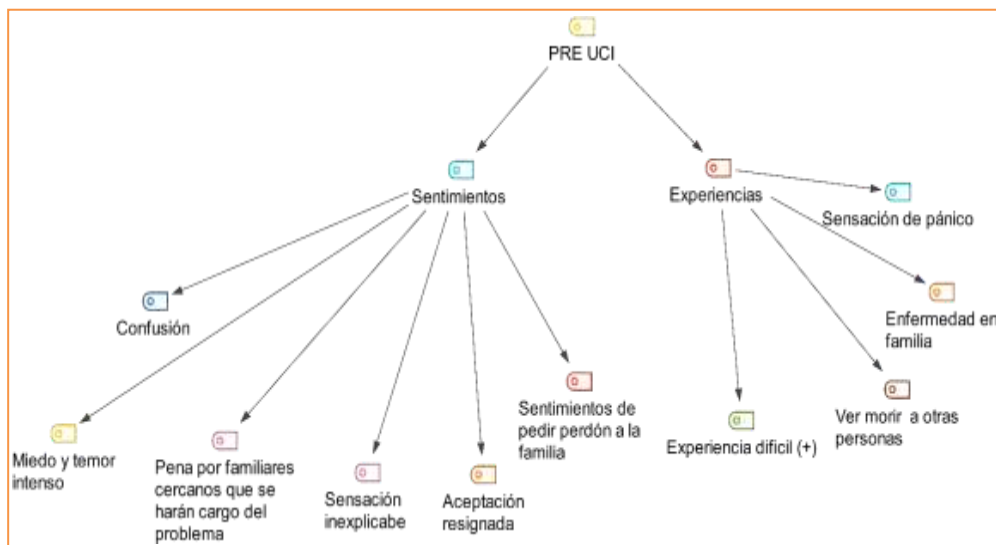 PRE UCI
Sentimientos
Experiencias
Sensación de pánico
Confusión
Enfermedad en
familia
Miedo y temor
intenso
Pena por familiares
cercanos que se
harán cargo del
problema
Sensación
inexplicabe
Aceptación
resignada
Sentimientos de
pedir perdón a la
familia
Experiencia dificil (+)
Ver morir a otras
personas